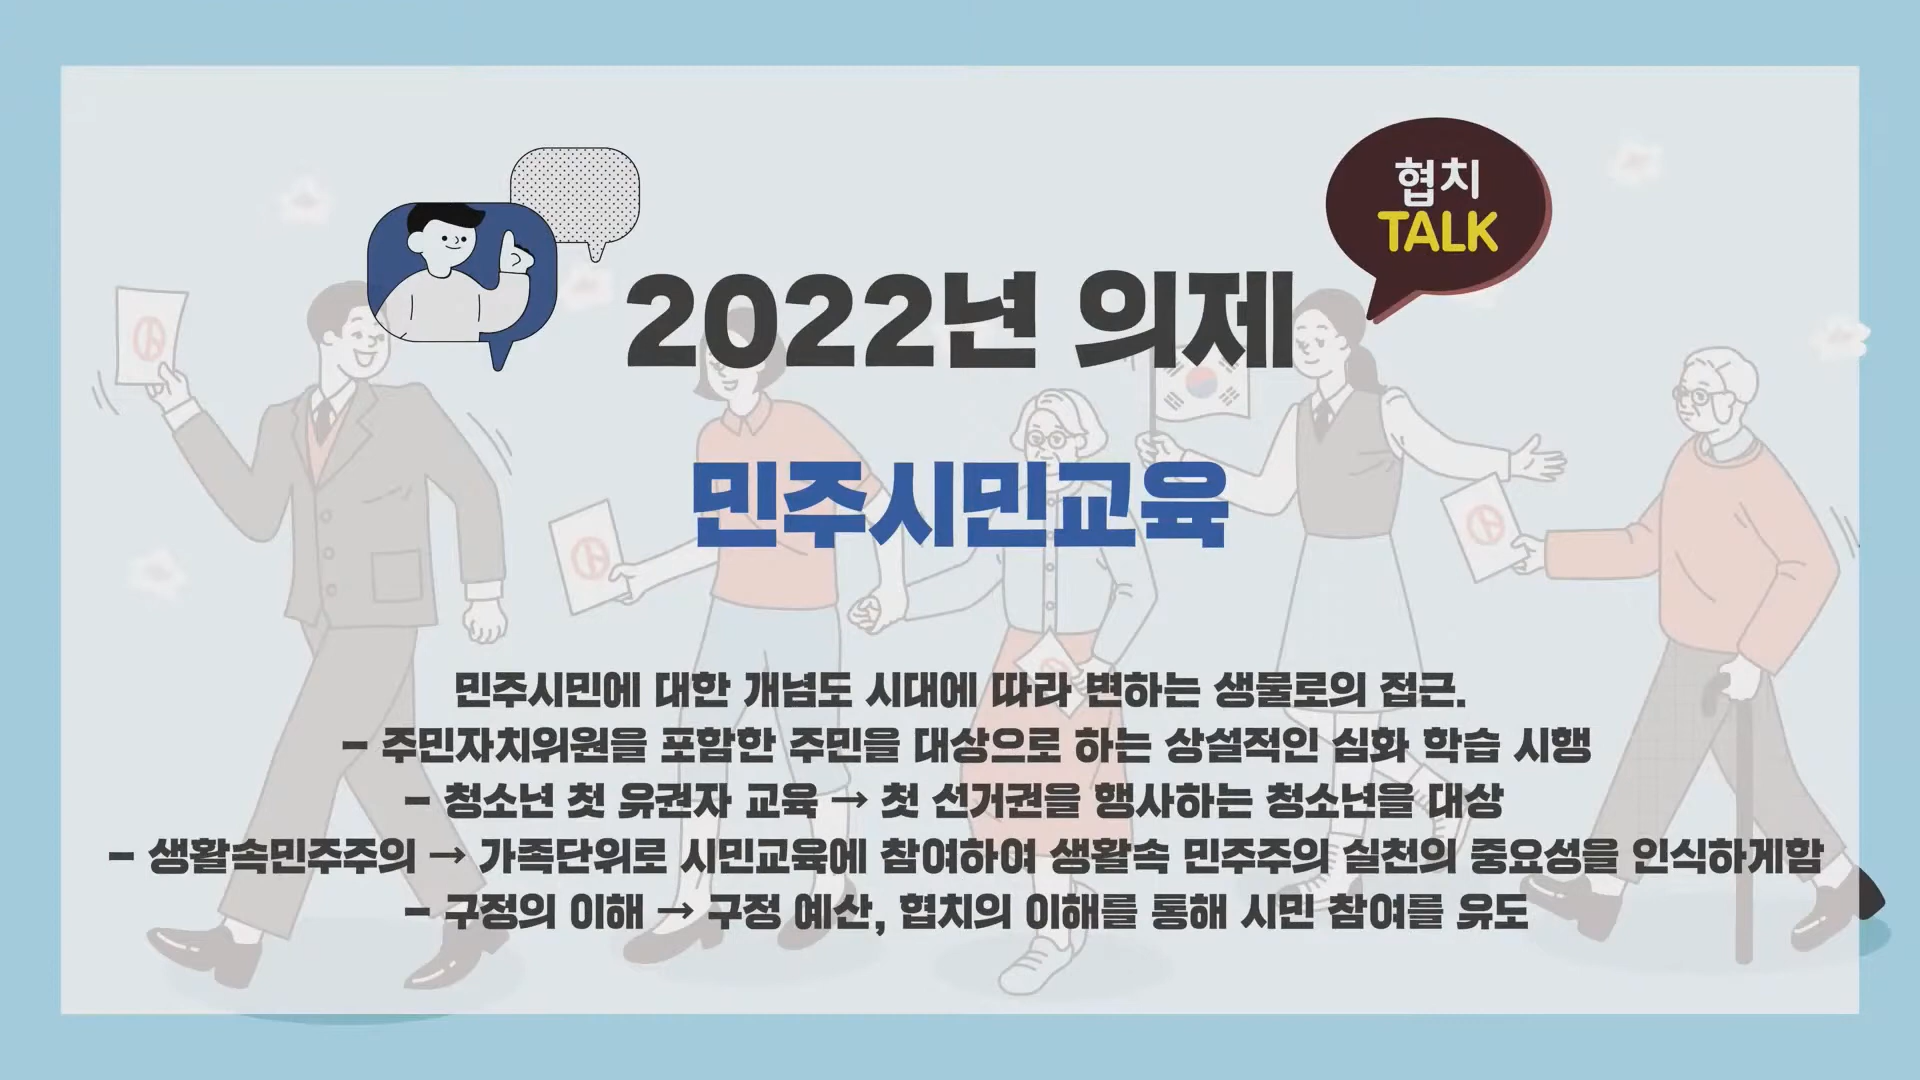 협치
TALK
2022년 의제
민주시민교육
민주시민에 대한 개념도 시대에 따라 변하는 생물로의 접근.
- 주민자치위원을 포함한 주민을 대상으로 하는 상설적인 심화 학습 시행
- 청소년 첫 유권자 교육 → 첫 선거권을 행사하는 청소년을 대상
- 생활속민주주의 → 가족단위로 시민교육에 참여하여 생활속 민주주의 실천의 중요성을 인식하게함
- 구정의 이해 → 구정 예산, 협치의 이해를 통해 시민 참여를 유도